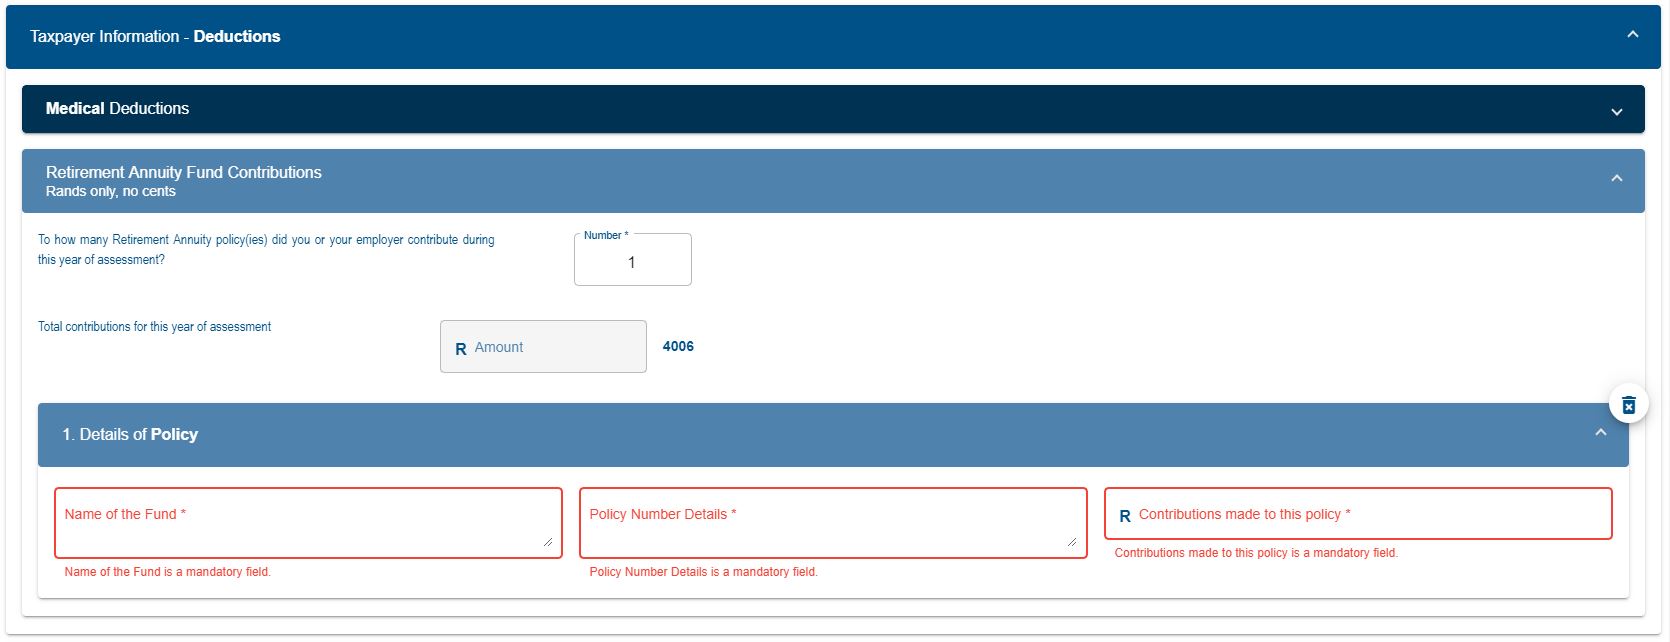 Taxpayer Information - Deductions
Medical Deductions
Retirement Annuity Fund Contributions
Rands only, no cents
To how many Retirement Annuity policy(ies) did you or your employer contribute during
this year of assessment?
Number *
1
Total contributions for this year of assessment
R Amount
4006
1. Details of Policy
Name of the Fund *
Policy Number Details *
R Contributions made to this policy *
Name of the Fund is a mandatory field.
Policy Number Details is a mandatory field.
Contributions made to this policy is a mandatory field.